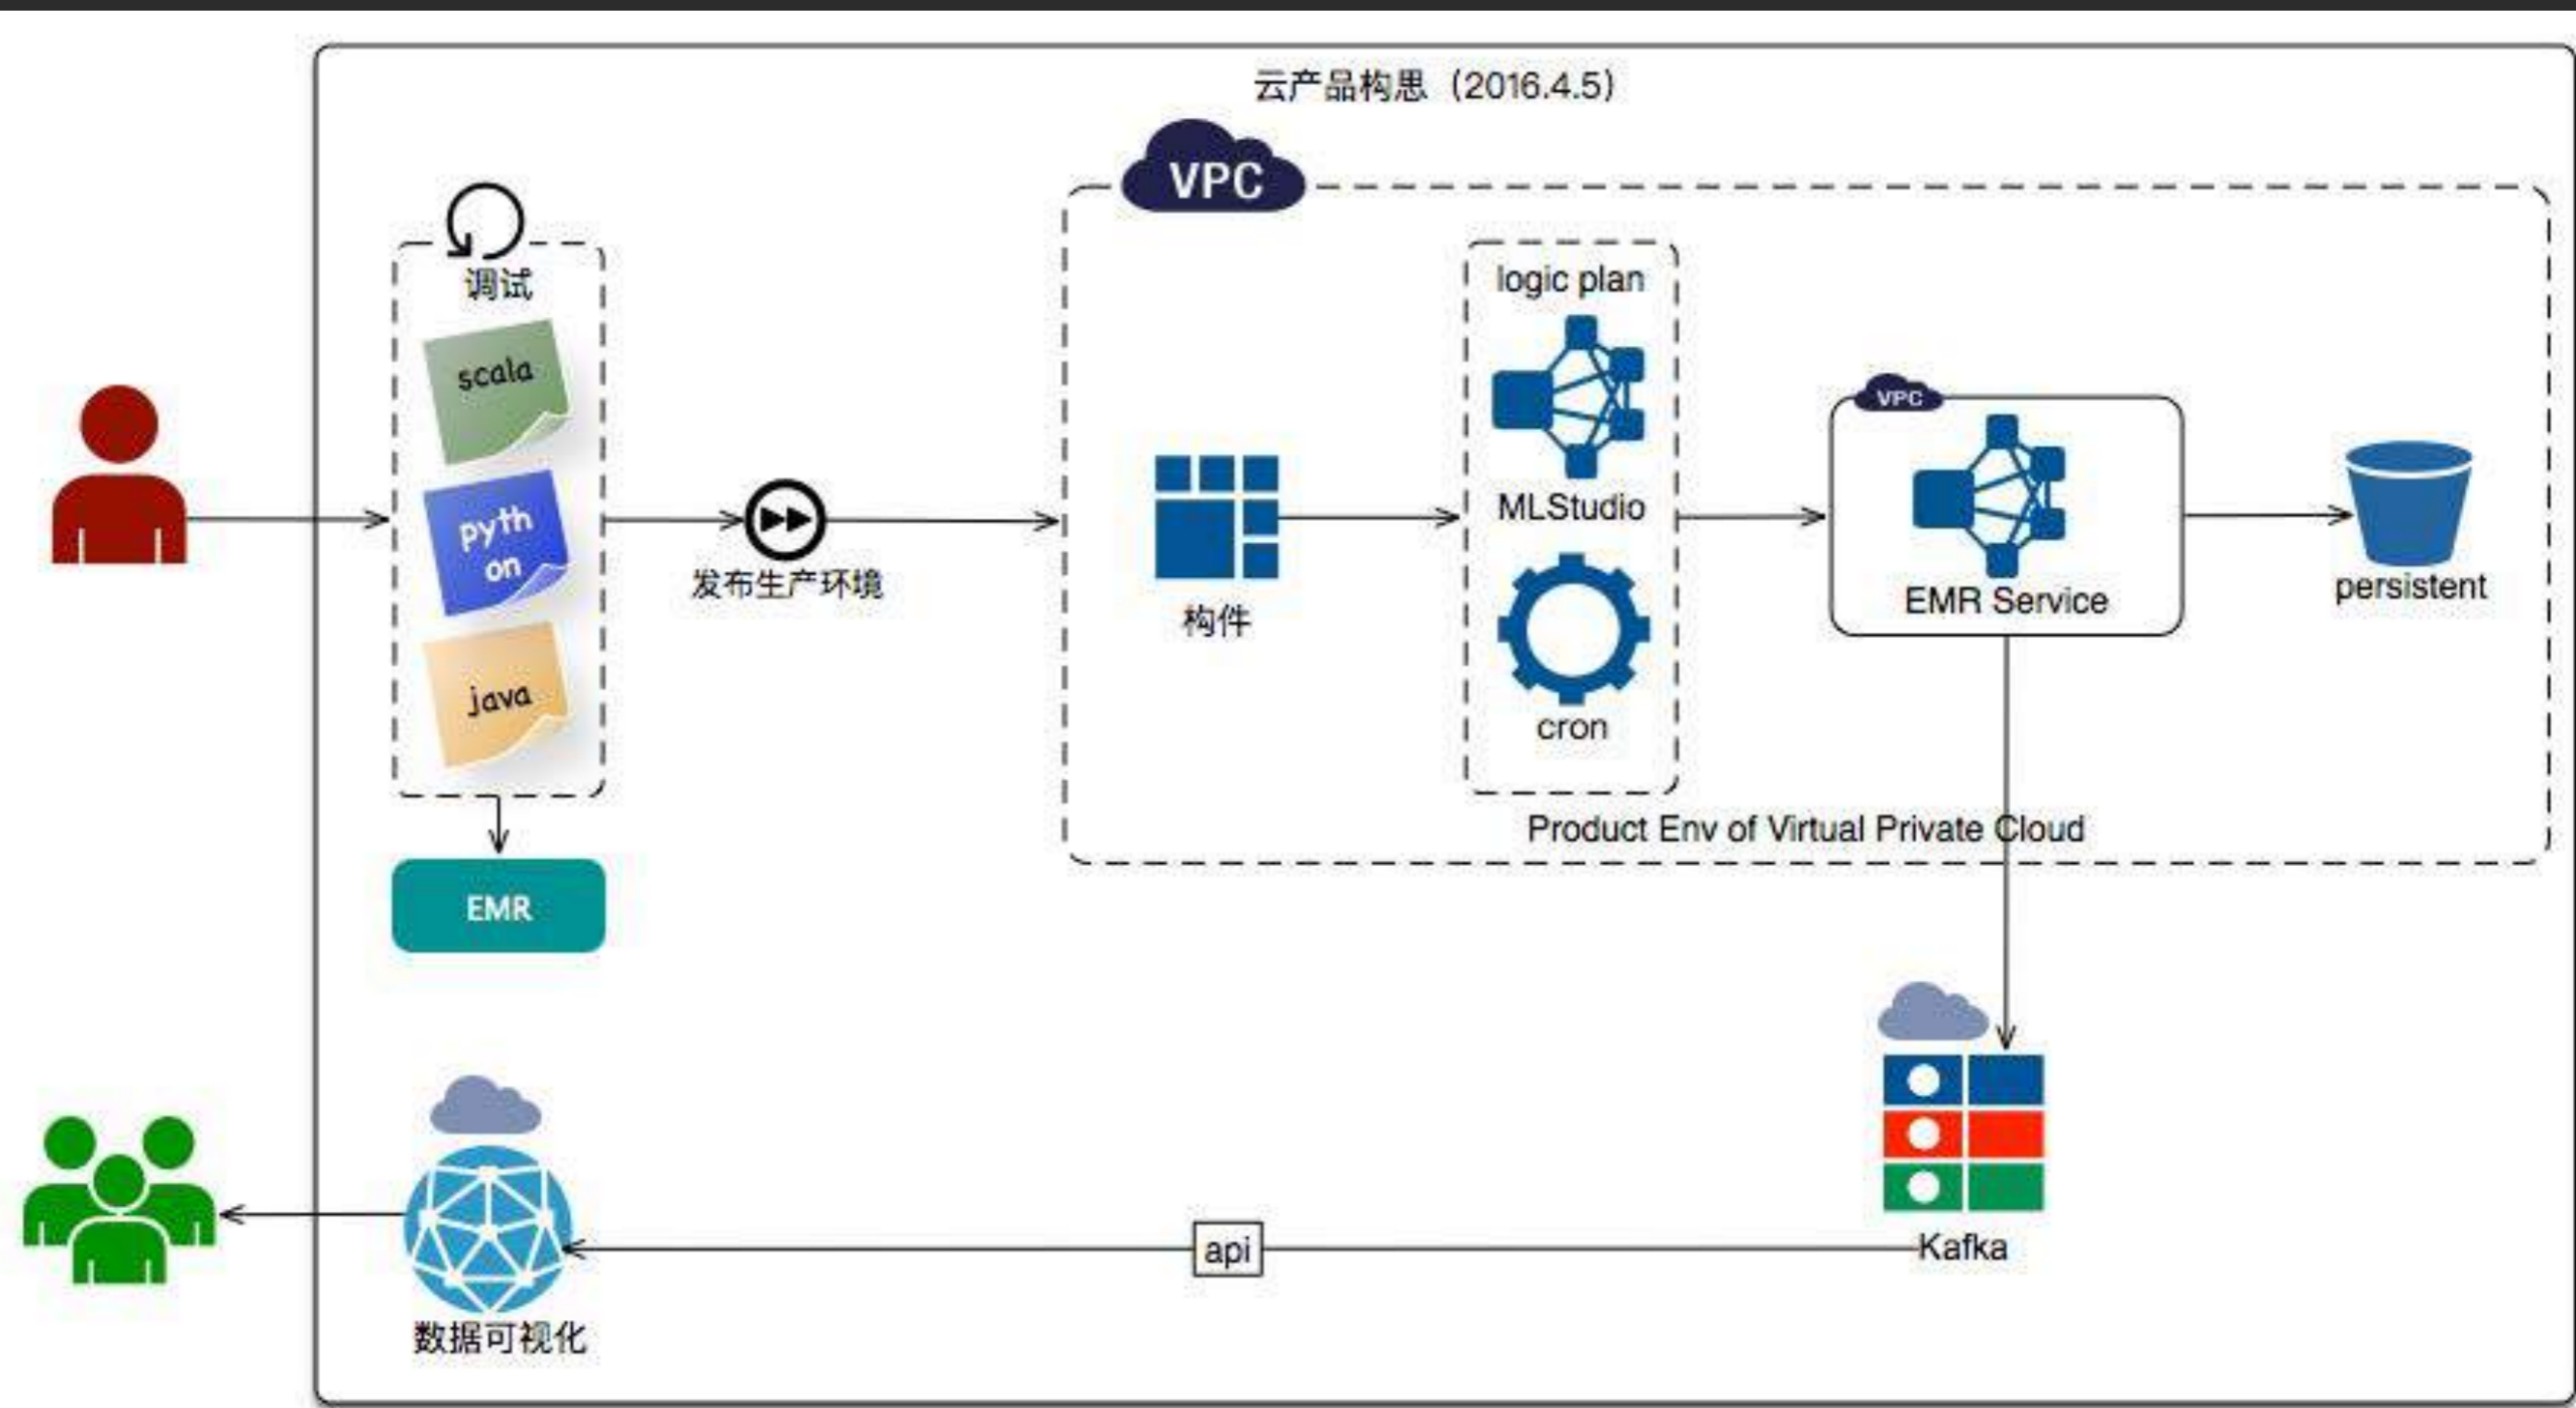 云产品构思（2016.4.5）
VPC
调试
scala
pyth
on
java
EMR
发布生产环境
构件
logic plan
MLStudio
cron
VPC
EMR Service
persistent
Product Env of Virtual Private Cloud
Kafka
api
数据可视化